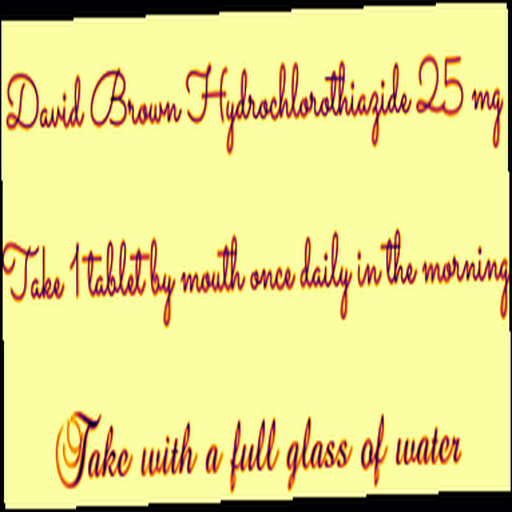 David Brown Hydrochlorothiazide 25 mg
Take 1 tablet by mouth once daily in the morning
Take with a full glass of water